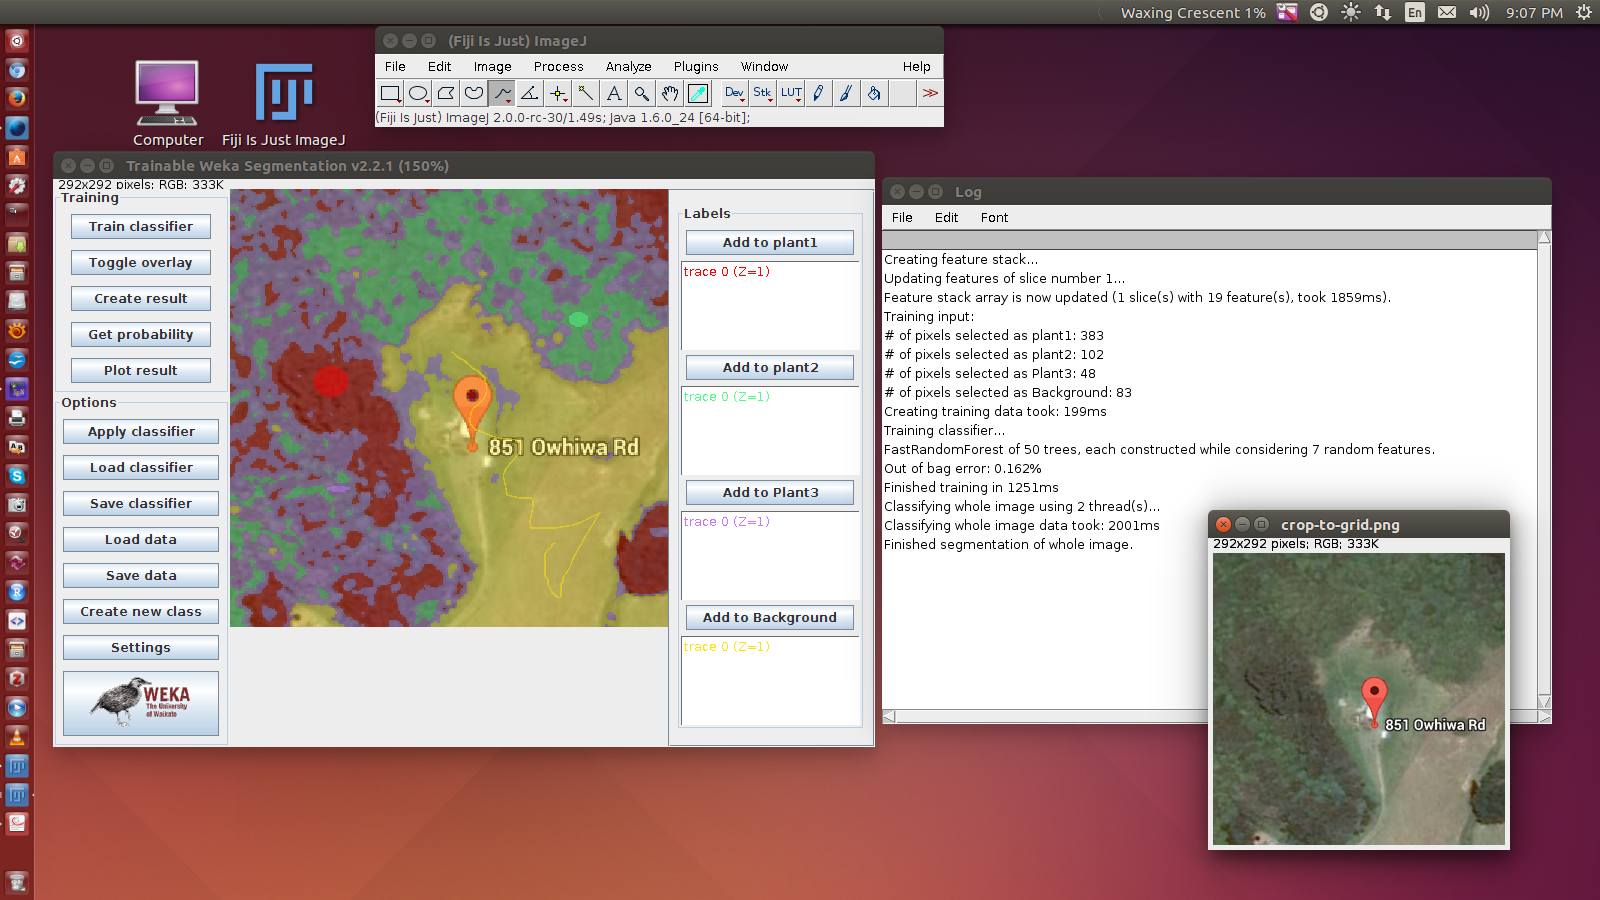 Waxing Crescent 1%
En
9:07 PM
Computer
Fiji Is Just ImageJ
(Fiji Is Just) ImageJ
File Edit Image Process Analyze Plugins Window Help
Dev Stk LUT >>
(Fiji Is Just) ImageJ 2.0.0-rc-30/1.49s; Java 1.6.0_24 [64-bit];
Trainable Weka Segmentation v2.2.1 (150%)
292x292 pixels; RGB; 333K
Training
Train classifier
Toggle overlay
Create result
Get probability
Plot result
Options
Apply classifier
Load classifier
Save classifier
Load data
Save data
Create new class
Settings
WEKA
The University
of Waikato
851 Owhiwa Rd
Labels
Add to plant1
trace 0 (Z=1)
Add to plant2
trace 0 (Z=1)
Add to Plant3
trace 0 (Z=1)
Add to Background
trace 0 (Z=1)
Log
File Edit Font
Creating feature stack...
Updating features of slice number 1...
Feature stack array is now updated (1 slice(s) with 19 feature(s), took 1859ms).
Training input:
# of pixels selected as plant1: 383
# of pixels selected as plant2: 102
# of pixels selected as Plant3: 48
# of pixels selected as Background: 83
Creating training data took: 199ms
Training classifier...
FastRandomForest of 50 trees, each constructed while considering 7 random features.
Out of bag error: 0.162%
Finished training in 1251ms
Classifying whole image using 2 thread(s)...
Classifying whole image data took: 2001ms
Finished segmentation of whole image.
crop-to-grid.png
292x292 pixels; RGB; 333K
851 Owhiwa Rd